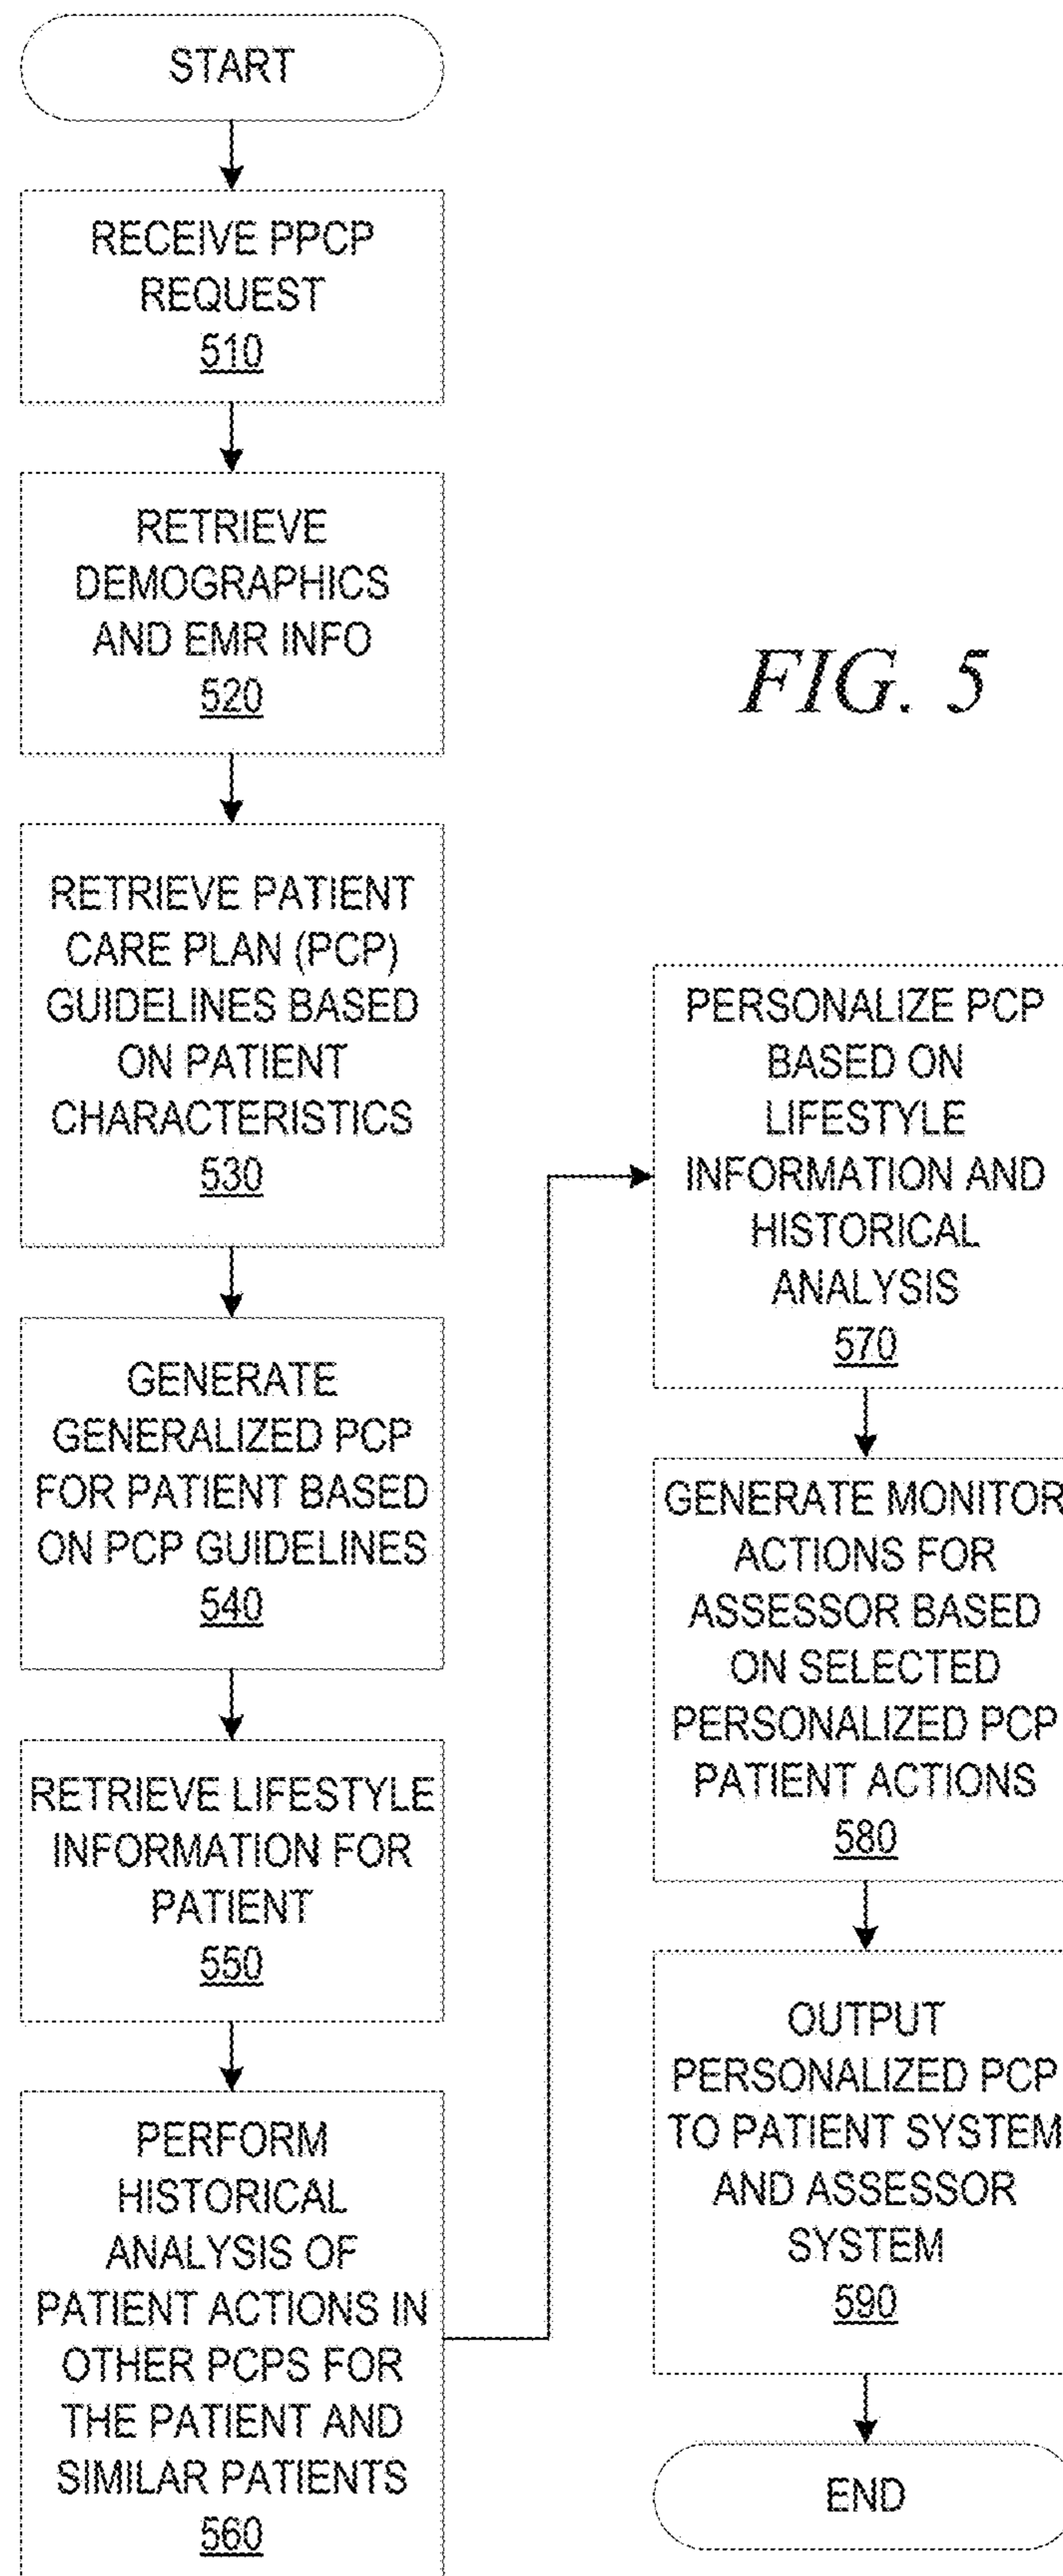 START
RECEIVE PPCP
REQUEST
510
RETRIEVE
DEMOGRAPHICS
AND EMR INFO
520
RETRIEVE PATIENT
CARE PLAN (PCP)
GUIDELINES BASED
ON PATIENT
CHARACTERISTICS
530
GENERATE
GENERALIZED PCP
FOR PATIENT BASED
ON PCP GUIDELINES
540
RETRIEVE LIFESTYLE
INFORMATION FOR
PATIENT
550
PERFORM
HISTORICAL
ANALYSIS OF
PATIENT ACTIONS IN
OTHER PCPS FOR
THE PATIENT AND
SIMILAR PATIENTS
560
FIG. 5
PERSONALIZE PCP
BASED ON
LIFESTYLE
INFORMATION AND
HISTORICAL
ANALYSIS
570
GENERATE MONITOR
ACTIONS FOR
ASSESSOR BASED
ON SELECTED
PERSONALIZED PCP
PATIENT ACTIONS
580
OUTPUT
PERSONALIZED PCP
TO PATIENT SYSTEM
AND ASSESSOR
SYSTEM
590
END